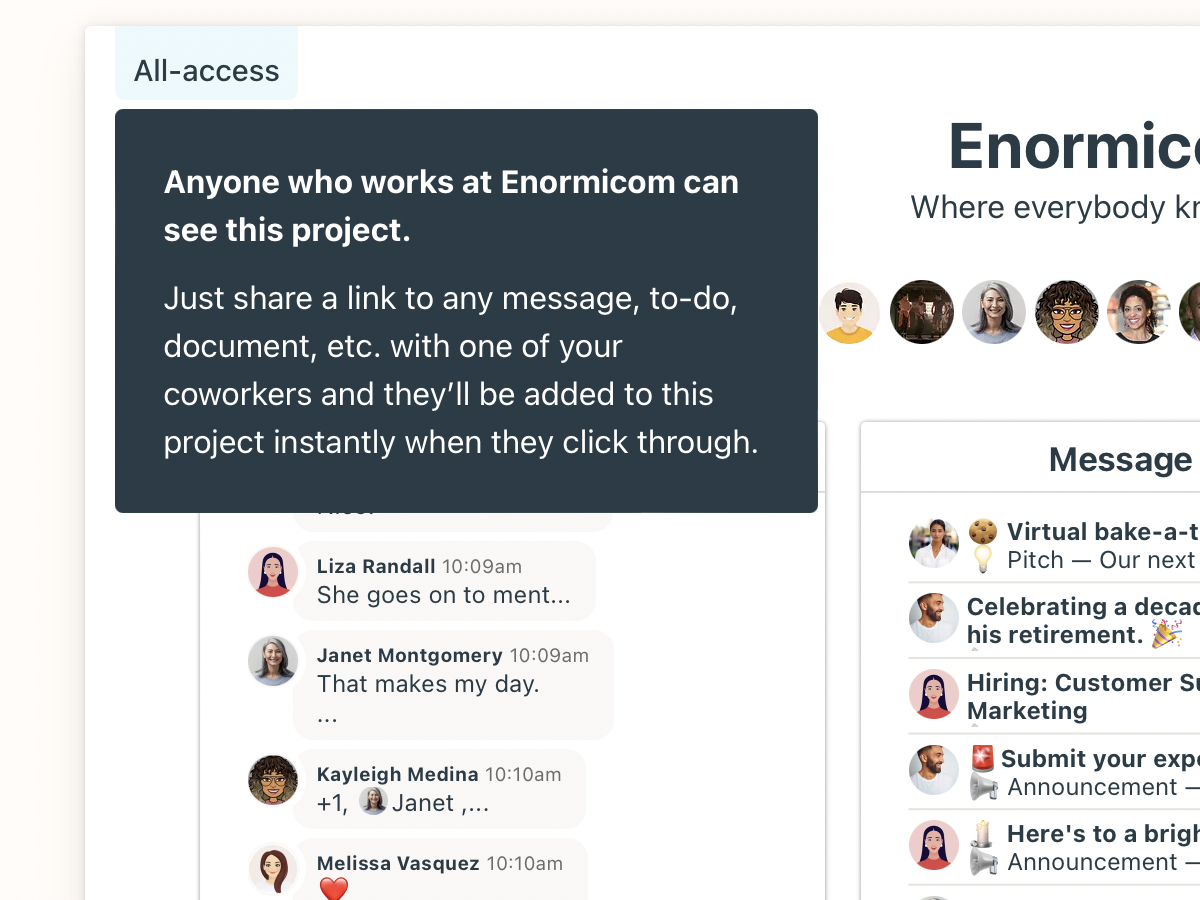 All-access
Anyone who works at Enormicom can
see this project.
Just share a link to any message, to-do,
document, etc. with one of your
coworkers and they’ll be added to this
project instantly when they click through.
Where everybody
Liza Randall 10:09am
She goes on to ment...
Janet Montgomery 10:09am
That makes my day.
...
Kayleigh Medina 10:10am
+1, Janet ,...
Melissa Vasquez 10:10am
❤️
Message
Virtual bake-a-t
Pitch — Our next
Celebrating a decad
his retirement. 🎉
Hiring: Customer Su
Marketing
Submit your expe
Announcement —
Here's to a brigh
Announcement —